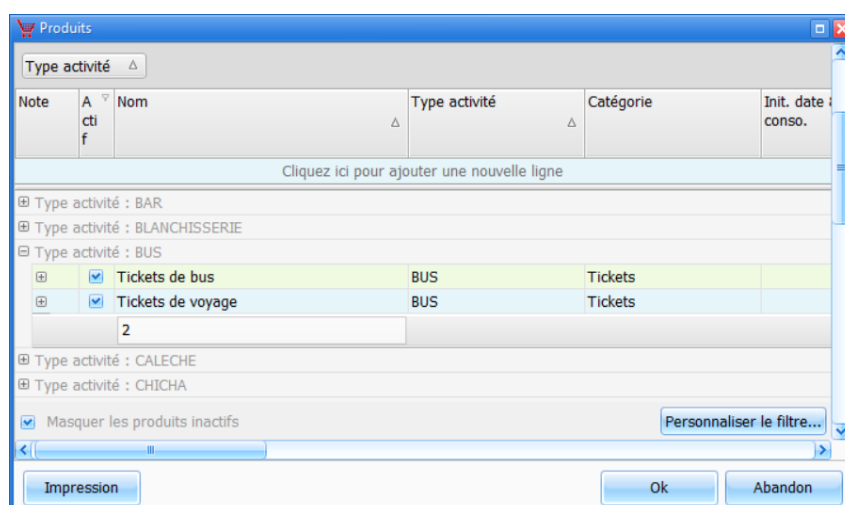 Produits
Type activité
Note Actif Nom Type activité Catégorie Init. date
conso.
Cliquez ici pour ajouter une nouvelle ligne
Type activité : BAR
Type activité : BLANCHISSERIE
Type activité : BUS
Tickets de bus BUS Tickets
Tickets de voyage BUS Tickets
2
Type activité : CALECHE
Type activité : CHICHA
Masquer les produits inactifs Personnaliser le filtre...
Impression Ok Abandon